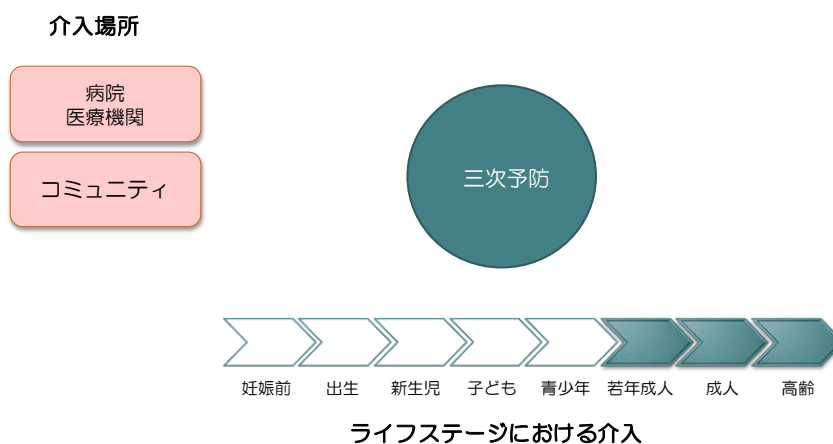 介入場所
病院
医療機関
コミュニティ
三次予防
妊娠前 出生 新生児 子ども 青少年 若年成人 成人 高齢
ライフステージにおける介入